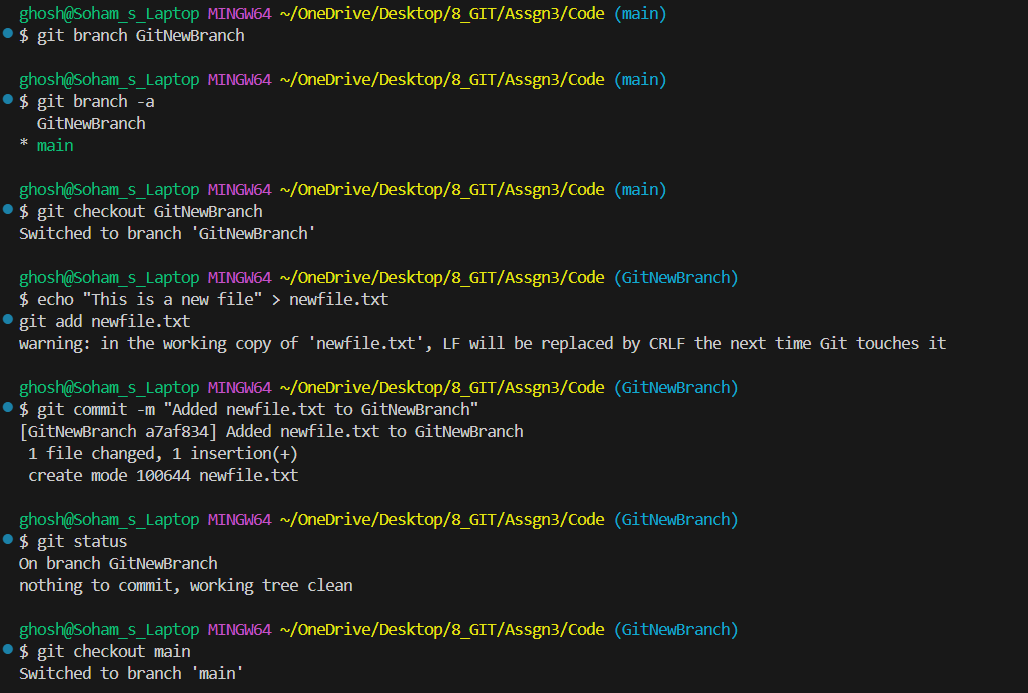 ghosh@Soham_s_Laptop MINGW64 ~/OneDrive/Desktop/8_GIT/Assgn3/Code (main)
$ git branch GitNewBranch
ghosh@Soham_s_Laptop MINGW64 ~/OneDrive/Desktop/8_GIT/Assgn3/Code (main)
$ git branch -a
  GitNewBranch
* main
ghosh@Soham_s_Laptop MINGW64 ~/OneDrive/Desktop/8_GIT/Assgn3/Code (main)
$ git checkout GitNewBranch
Switched to branch 'GitNewBranch'
ghosh@Soham_s_Laptop MINGW64 ~/OneDrive/Desktop/8_GIT/Assgn3/Code (GitNewBranch)
$ echo "This is a new file" > newfile.txt
git add newfile.txt
warning: in the working copy of 'newfile.txt', LF will be replaced by CRLF the next time Git touches it
ghosh@Soham_s_Laptop MINGW64 ~/OneDrive/Desktop/8_GIT/Assgn3/Code (GitNewBranch)
$ git commit -m "Added newfile.txt to GitNewBranch"
[GitNewBranch a7af834] Added newfile.txt to GitNewBranch
 1 file changed, 1 insertion(+)
 create mode 100644 newfile.txt
ghosh@Soham_s_Laptop MINGW64 ~/OneDrive/Desktop/8_GIT/Assgn3/Code (GitNewBranch)
$ git status
On branch GitNewBranch
nothing to commit, working tree clean
ghosh@Soham_s_Laptop MINGW64 ~/OneDrive/Desktop/8_GIT/Assgn3/Code (GitNewBranch)
$ git checkout main
Switched to branch 'main'